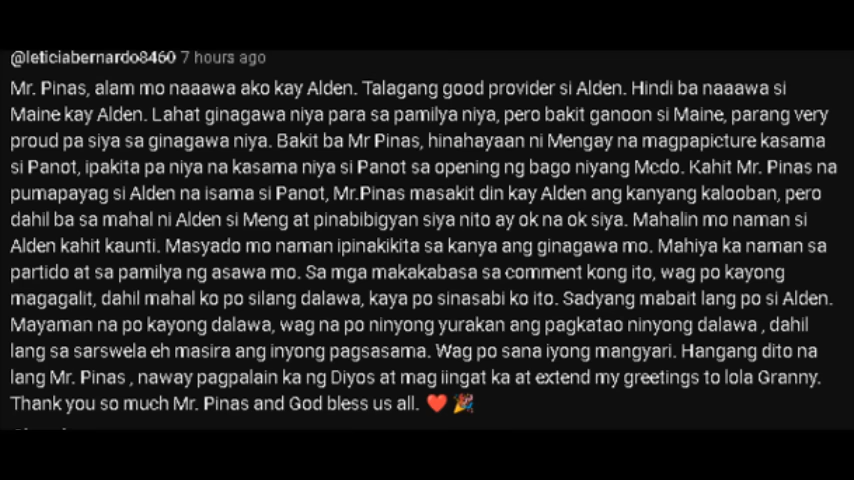 @leticiabernardo8460 7 hours ago
Mr. Pinas, alam mo naaawa ako kay Alden. Talagang good provider si Alden. Hindi ba naaawa si
Maine kay Alden. Lahat ginagawa niya para sa pamilya niya, pero bakit ganoon si Maine, parang very
proud pa siya sa ginagawa niya. Bakit ba Mr Pinas, hinahayaan ni Mengay na magpapicture kasama
si Panot, ipakita pa niya na kasama niya si Panot sa opening ng bago niyang Mcdo. Kahit Mr. Pinas na
pumapayag si Alden na isama si Panot, Mr.Pinas masakit din kay Alden ang kanyang kalooban, pero
dahil ba sa mahal ni Alden si Meng at pinabibigyan siya nito ay ok na ok siya. Mahalin mo naman si
Alden kahit kaunti. Masyado mo naman ipinakikita sa kanya ang ginagawa mo. Mahiya ka naman sa
partido at sa pamilya ng asawa mo. Sa mga makakabasa sa comment kong ito, wag po kayong
magagalit, dahil mahal ko po silang dalawa, kaya po sinasabi ko ito. Sadyang mabait lang po si Alden.
Mayaman na po kayong dalawa, wag na po ninyong yurakan ang pagkatao ninyong dalawa , dahil
lang sa sarswela eh masira ang inyong pagsasama. Wag po sana iyong mangyari. Hangang dito na
lang Mr. Pinas , naway pagpalain ka ng Diyos at mag iingat ka at extend my greetings to lola Granny.
Thank you so much Mr. Pinas and God bless us all. ❤️ 🎉